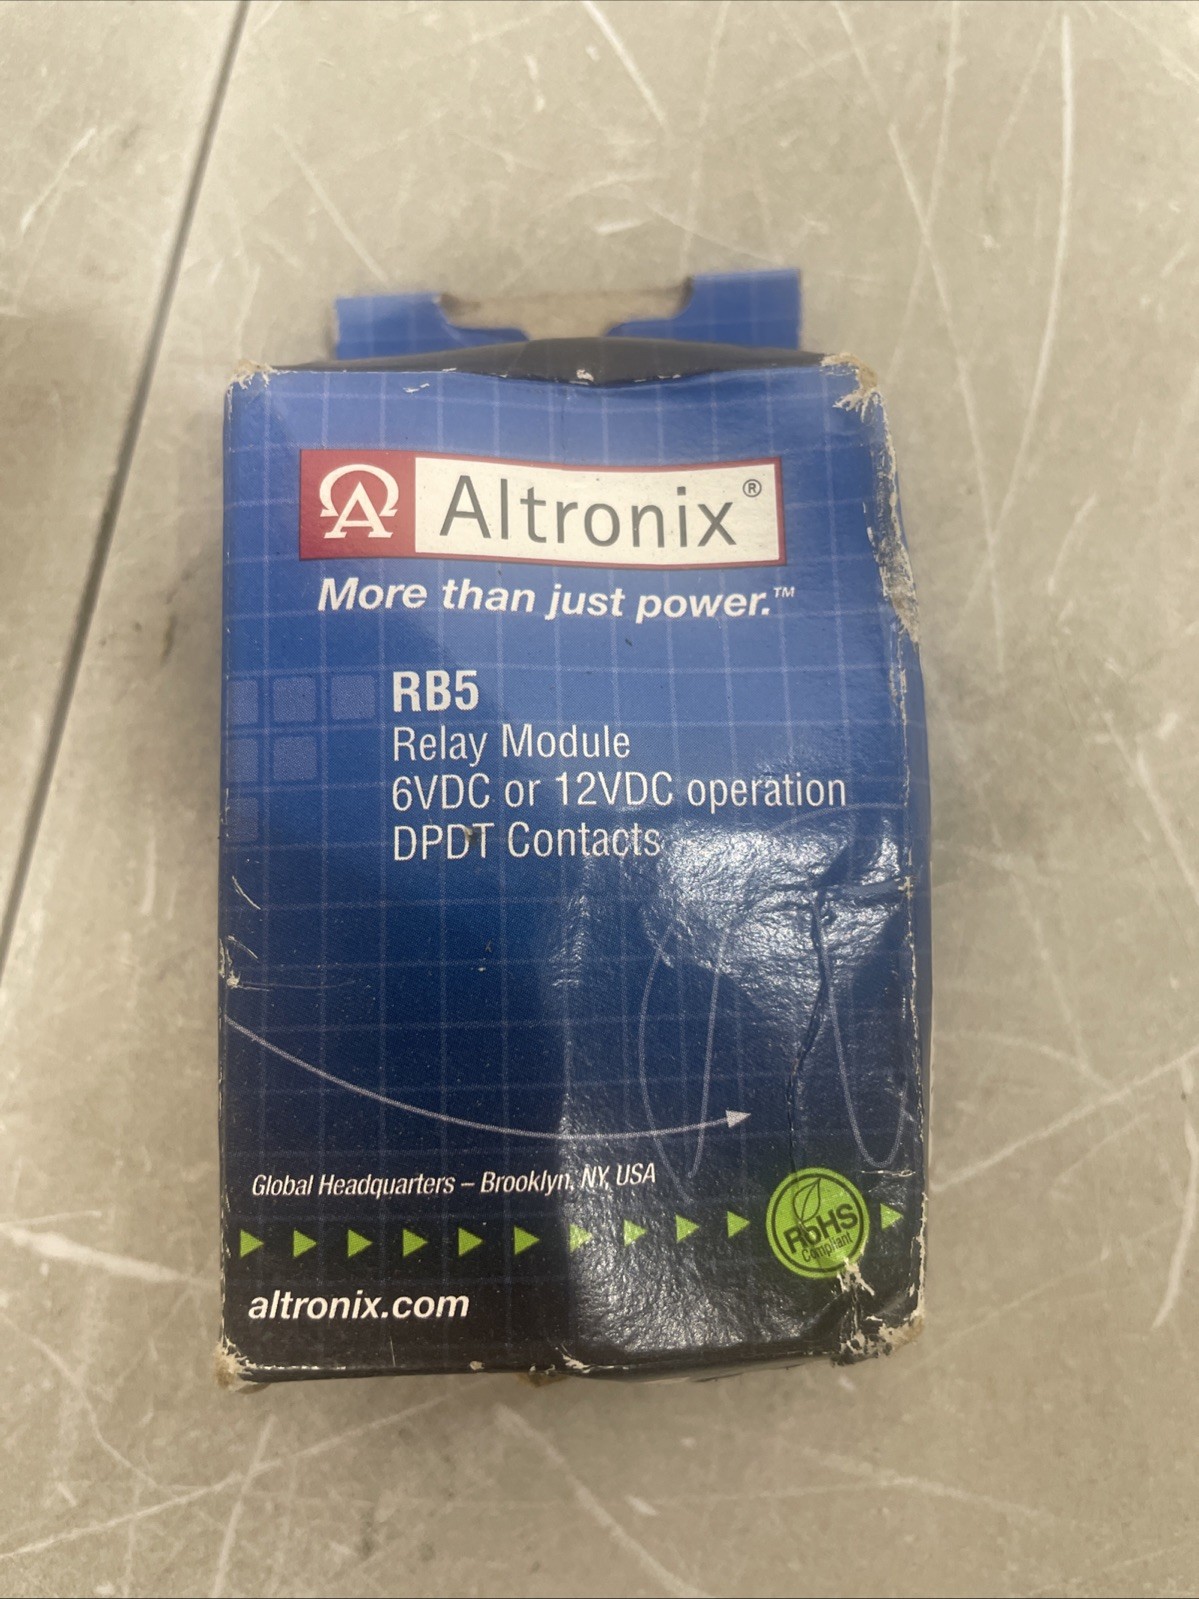 Altronix®
More than just power.™
RB5
Relay Module
6VDC or 12VDC operation
DPDT Contacts
Global Headquarters – Brooklyn, NY, USA
RoHS
Compliant
altronix.com